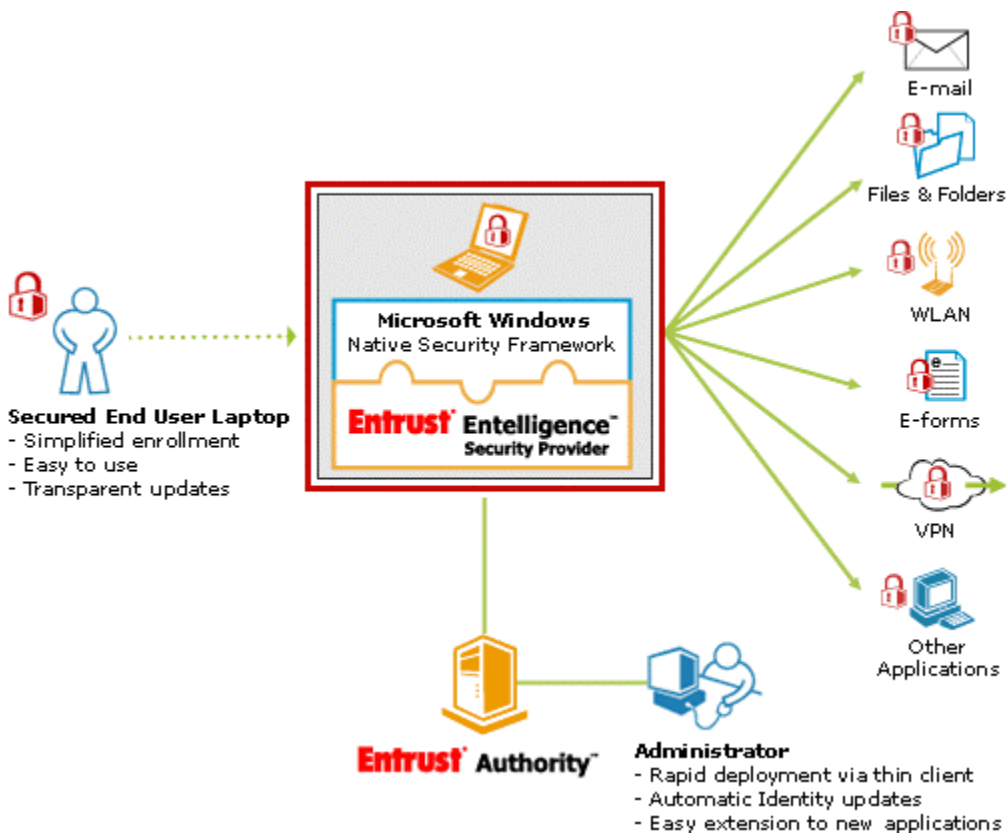 E-mail
Files & Folders
WLAN
e
E-forms
VPN
Other
Applications
Microsoft Windows
Native Security Framework
Entrust® Entelligence™
Security Provider
Secured End User Laptop
- Simplified enrollment
- Easy to use
- Transparent updates
Entrust® Authority™
Administrator
- Rapid deployment via thin client
- Automatic Identity updates
- Easy extension to new applications